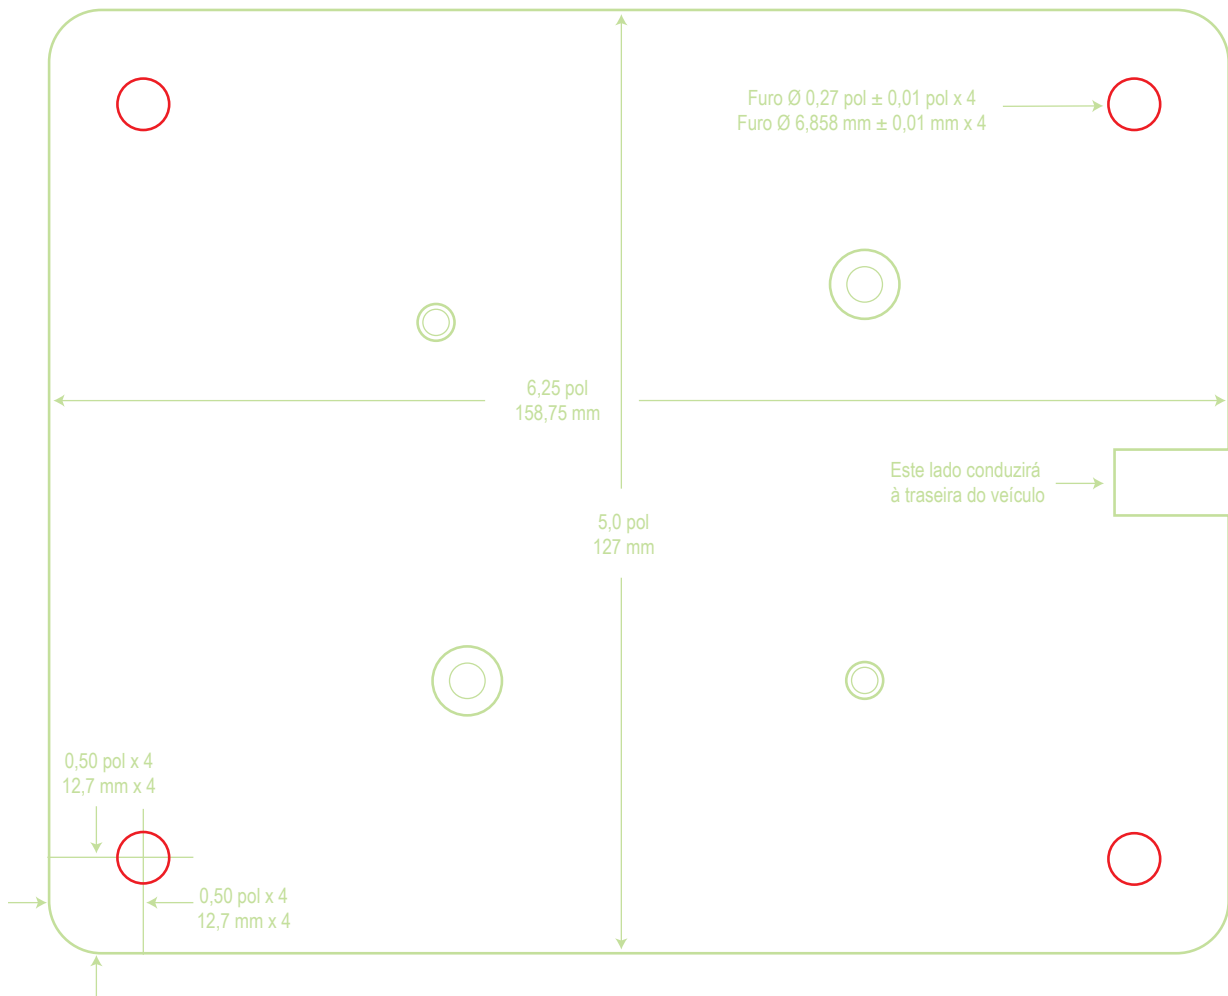 Furo Ø 0,27 pol ± 0,01 pol x 4
Furo Ø 6,858 mm ± 0,01 mm x 4
6,25 pol
158,75 mm
Este lado conduzirá
à traseira do veículo
5,0 pol
127 mm
0,50 pol x 4
12,7 mm x 4
0,50 pol x 4
12,7 mm x 4